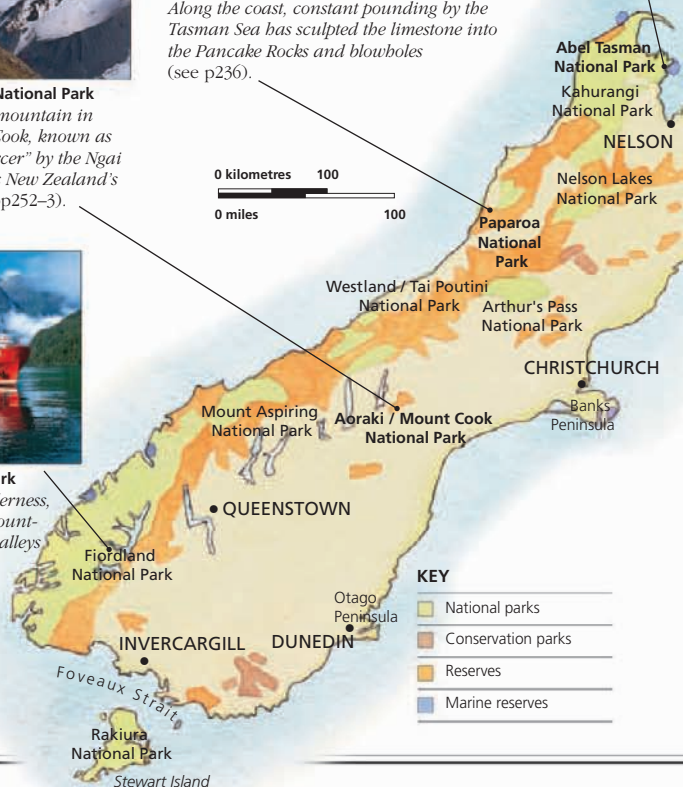 Along the coast, constant pounding by the
Tasman Sea has sculpted the limestone into
the Pancake Rocks and blowholes
(see p236).
National Park
mountain in
Cook, known as
cer" by the Ngai
New Zealand's
p252–3).
rk
erness,
ount-
alleys
0 kilometres 100
0 miles 100
Abel Tasman
National Park
Kahurangi
National Park
NELSON
Nelson Lakes
National Park
Paparoa
National
Park
Westland / Tai Poutini
National Park
Arthur's Pass
National Park
CHRISTCHURCH
Banks
Peninsula
Mount Aspiring
National Park
Aoraki / Mount Cook
National Park
QUEENSTOWN
Fiordland
National Park
Otago
Peninsula
DUNEDIN
INVERCARGILL
Foveaux Strait
Rakiura
National Park
Stewart Island
KEY
National parks
Conservation parks
Reserves
Marine reserves